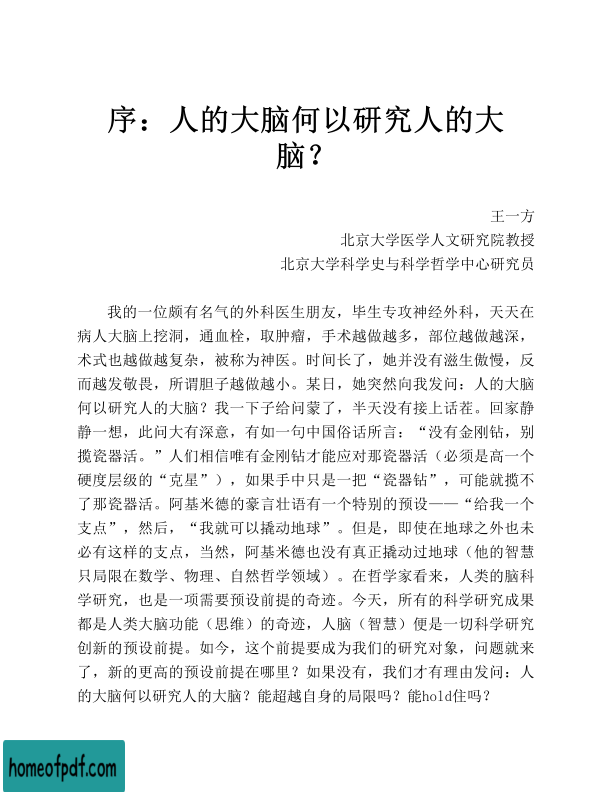 序：人的大脑何以研究人的大
脑？
王一方
北京大学医学人文研究院教授
北京大学科学史与科学哲学中心研究员
我的一位颇有名气的外科医生朋友，毕生专攻神经外科，天天在
病人大脑上挖洞，通血栓，取肿瘤，手术越做越多，部位越做越深，
术式也越做越复杂，被称为神医。时间长了，她并没有滋生傲慢，反
而越发敬畏，所谓胆子越做越小。某日，她突然向我发问：人的大脑
何以研究人的大脑？我一下子给问蒙了，半天没有接上话茬。回家静
静一想，此问大有深意，有如一句中国俗话所言：“没有金刚钻，别
揽瓷器活。”人们相信唯有金刚钻才能应对那瓷器活（必须是高一个
硬度层级的“克星”），如果手中只是一把“瓷器钻”，可能就揽不
了那瓷器活。阿基米德的豪言壮语有一个特别的预设——“给我一个
支点”，然后，“我就可以撬动地球”。但是，即使在地球之外也未
必有这样的支点，当然，阿基米德也没有真正撬动过地球（他的智慧
只局限在数学、物理、自然哲学领域）。在哲学家看来，人类的脑科
学研究，也是一项需要预设前提的奇迹。今天，所有的科学研究成果
都是人类大脑功能（思维）的奇迹，人脑（智慧）便是一切科学研究
创新的预设前提。如今，这个前提要成为我们的研究对象，问题就来
了，新的更高的预设前提在哪里？如果没有，我们才有理由发问：人
的大脑何以研究人的大脑？能超越自身的局限吗？能hold住吗？
homeofpdf.com